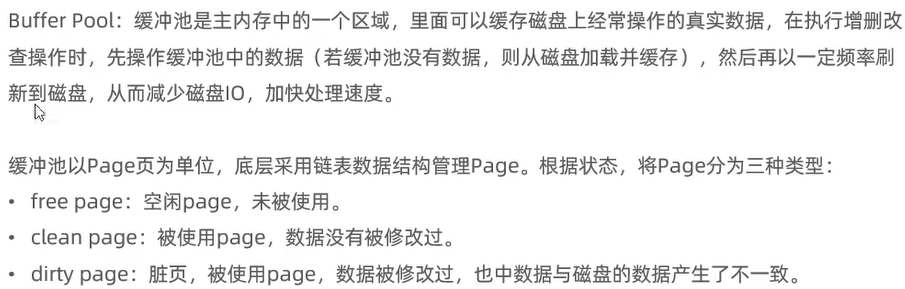 Buffer Pool：缓冲池是主内存中的一个区域，里面可以缓存磁盘上经常操作的真实数据，在执行增删改
查操作时，先操作缓冲池中的数据（若缓冲池没有数据，则从磁盘加载并缓存），然后再以一定频率刷
新到磁盘，从而减少磁盘IO，加快处理速度。
缓冲池以Page页为单位，底层采用链表数据结构管理Page。根据状态，将Page分为三种类型：
• free page：空闲page，未被使用。
• clean page：被使用page，数据没有被修改过。
• dirty page：脏页，被使用page，数据被修改过，也中数据与磁盘的数据产生了不一致。